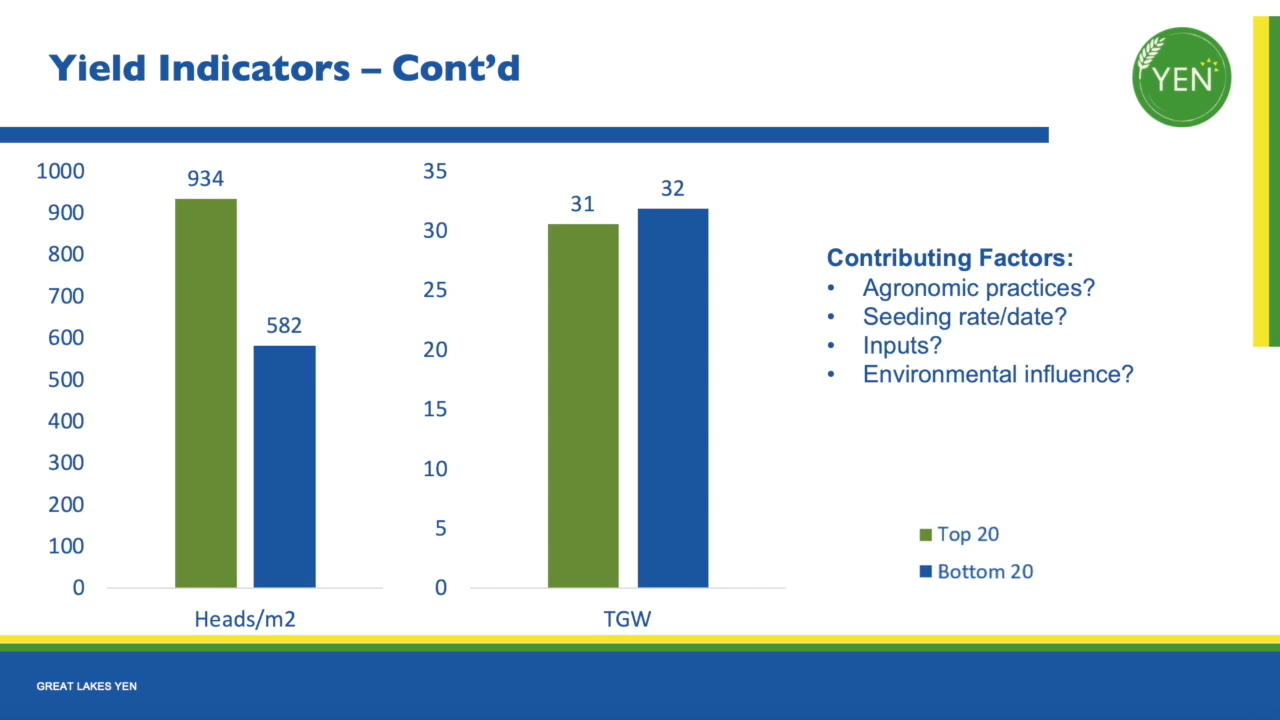 Yield Indicators – Cont’d
YEN
1000
900
800
700
600
500
400
300
200
100
0
934
582
Heads/m2
35
30
25
20
15
10
5
0
31
32
TGW
Contributing Factors:
• Agronomic practices?
• Seeding rate/date?
• Inputs?
• Environmental influence?
Top 20
Bottom 20
GREAT LAKES YEN